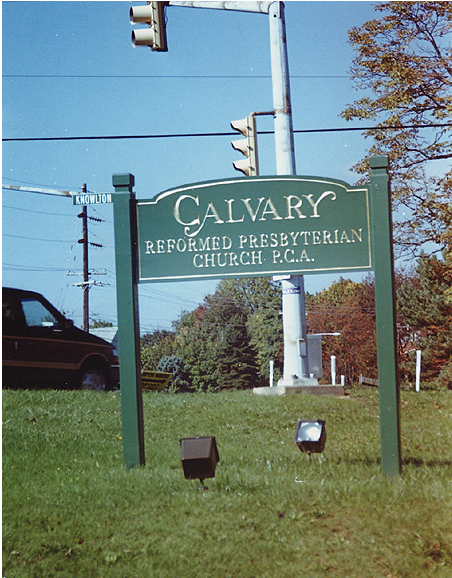 KNOWLTON
CALVARY
REFORMED PRESBYTERIAN
CHURCH P.C.A.